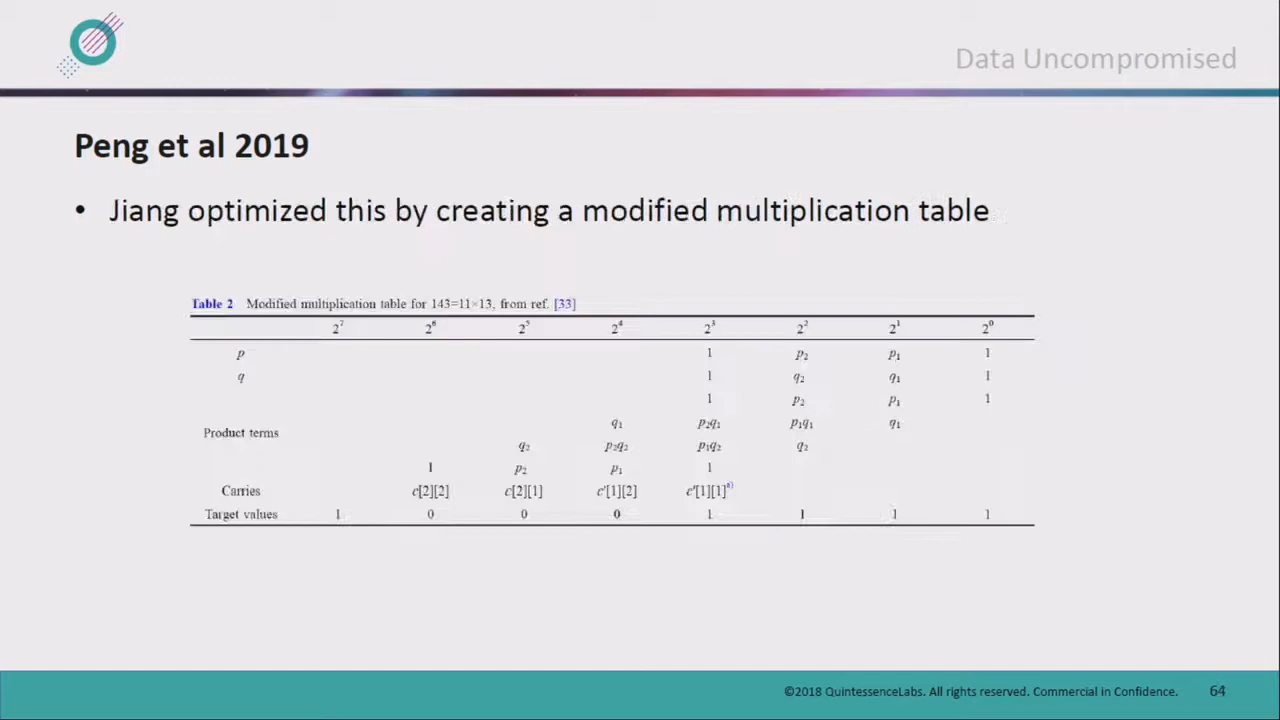 Data Uncompromised
Peng et al 2019
• Jiang optimized this by creating a modified multiplication table
Table 2 Modified multiplication table for 143=11×13, from ref. [33]
2⁷ 2⁶ 2⁵ 2⁴ 2³ 2² 2¹ 2⁰
p 1 p₂ p₁ 1
q 1 q₂ q₁ 1
1 p₂ p₁ 1
q₁ p₂q₁ p₁q₁ q₁
Product terms
q₂ p₂q₂ p₁q₂ q₂
1 p₂ p₁ 1
Carries c[2][2] c[2][1] c′[1][2] c′[1][1]ᵃ⁾
Target values 1 0 0 0 1 1 1 1
©2018 QuintessenceLabs. All rights reserved. Commercial in Confidence. 64